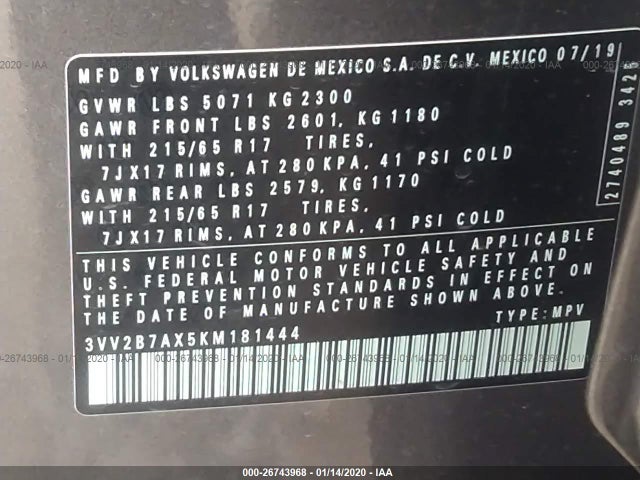 MFD BY VOLKSWAGEN DE MEXICO S.A. DE C.V. MEXICO 07/19
GVWR LBS 5071 KG 2300
GAWR FRONT LBS 2601, KG 1180
WITH 215/65 R17 TIRES,
7JX17 RIMS, AT 280 KPA, 41 PSI COLD
GAWR REAR LBS 2579, KG 1170
WITH 215/65 R17 TIRES,
7JX17 RIMS, AT 280 KPA, 41 PSI COLD
THIS VEHICLE CONFORMS TO ALL APPLICABLE
U.S. FEDERAL MOTOR VEHICLE SAFETY AND
THEFT PREVENTION STANDARDS IN EFFECT ON
THE DATE OF MANUFACTURE SHOWN ABOVE.
TYPE: MPV
3VV2B7AX5KM181444
2740489 342
000-26743968 - 01/14/2020 - IAA